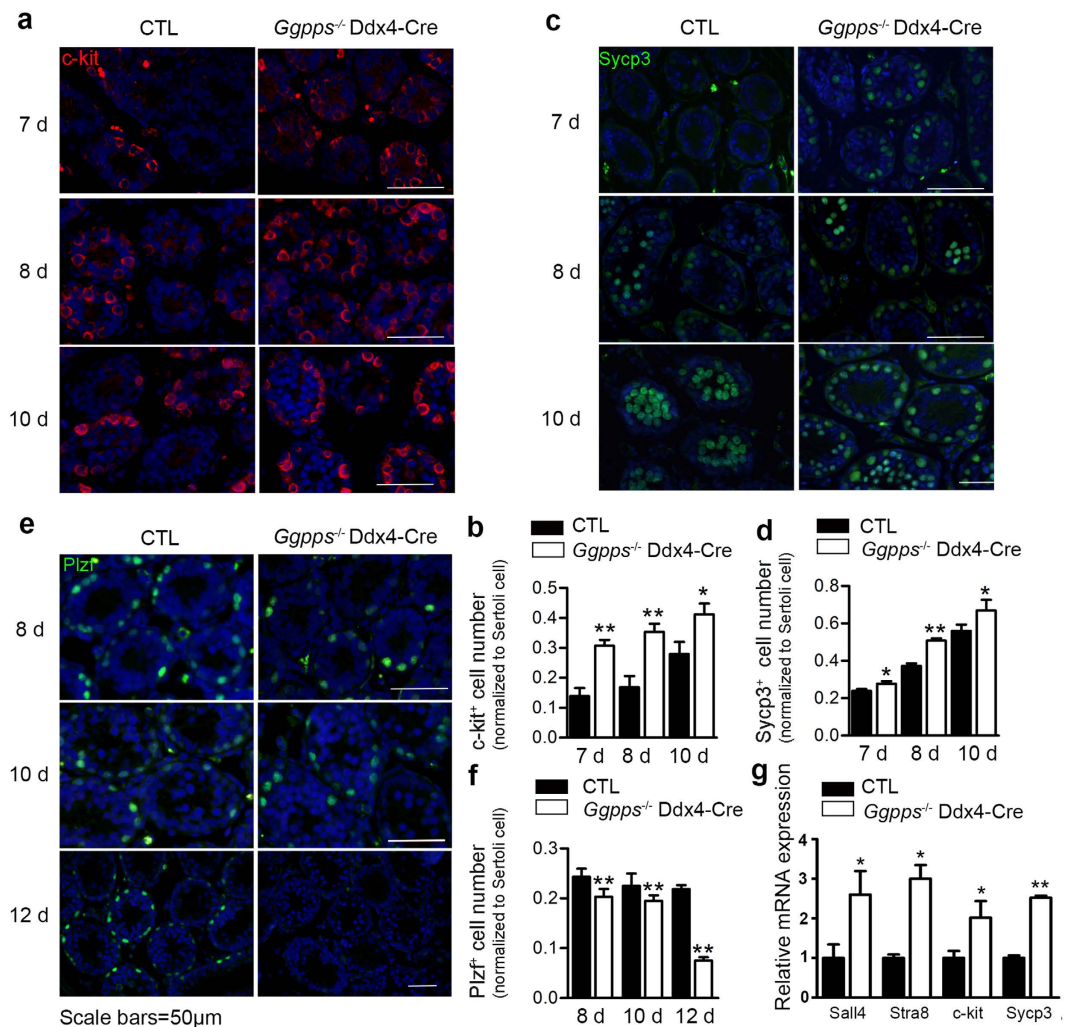 a
CTL
Ggpps-/- Ddx4-Cre
c-kit
7 d
8 d
10 d
c
CTL
Ggpps-/- Ddx4-Cre
Sycp3
7 d
8 d
10 d
e
CTL
Ggpps-/- Ddx4-Cre
Plzf
8 d
10 d
12 d
Scale bars=50μm
b
CTL
Ggpps-/- Ddx4-Cre
c-kit+ cell number
(normalized to Sertoli cell)
0.5
0.4
0.3
0.2
0.1
0.0
** ** *
7 d 8 d 10 d
d
CTL
Ggpps-/- Ddx4-Cre
Sycp3+ cell number
(normalized to Sertoli cell)
0.8
0.6
0.4
0.2
0.0
* ** *
7 d 8 d 10 d
f
CTL
Ggpps-/- Ddx4-Cre
Plzf+ cell number
(normalized to Sertoli cell)
0.3
0.2
0.1
0.0
** ** **
8 d 10 d 12 d
g
CTL
Ggpps-/- Ddx4-Cre
Relative mRNA expression
4
3
2
1
0
* * * **
Sall4 Stra8 c-kit Sycp3